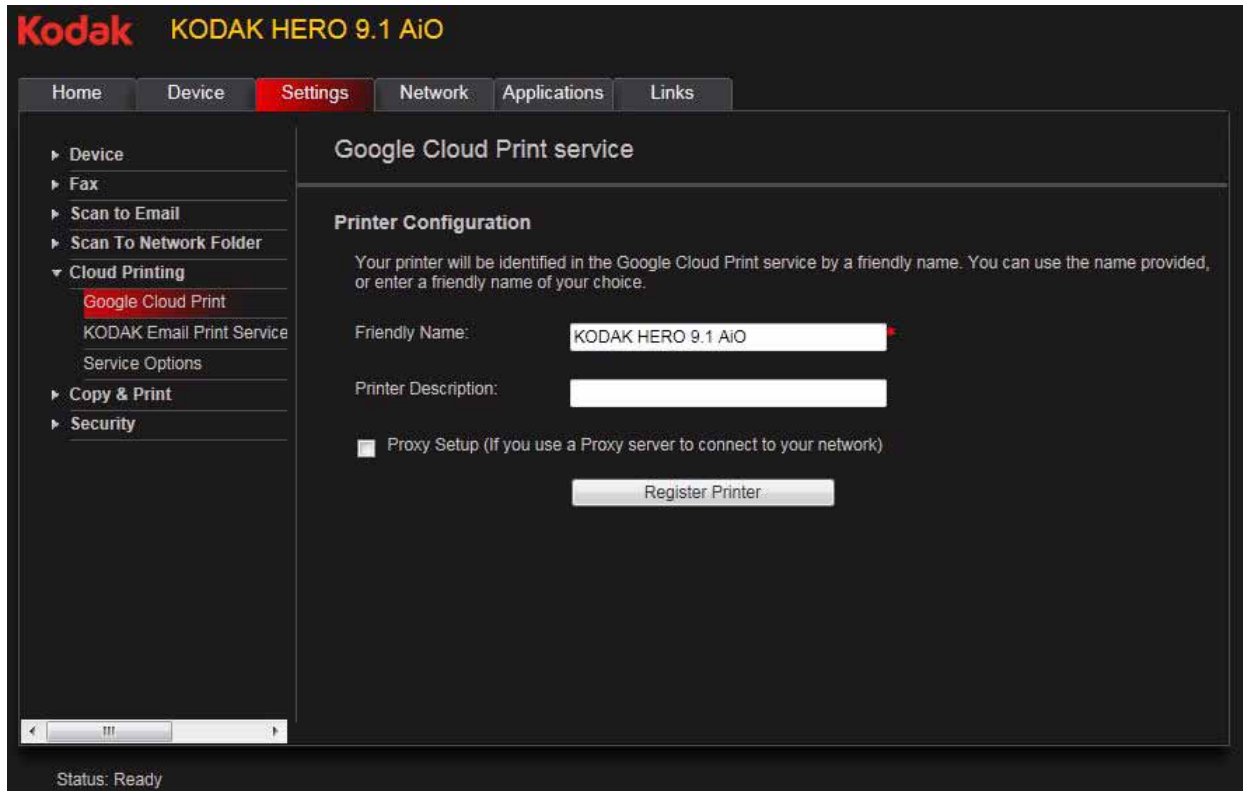 Kodak KODAK HERO 9.1 AiO
Home Device Settings Network Applications Links
Device
Fax
Scan to Email
Scan To Network Folder
Cloud Printing
Google Cloud Print
KODAK Email Print Service
Service Options
Copy & Print
Security
Google Cloud Print service
Printer Configuration
Your printer will be identified in the Google Cloud Print service by a friendly name. You can use the name provided,
or enter a friendly name of your choice.
Friendly Name: KODAK HERO 9.1 AiO *
Printer Description:
Proxy Setup (If you use a Proxy server to connect to your network)
Register Printer
Status: Ready